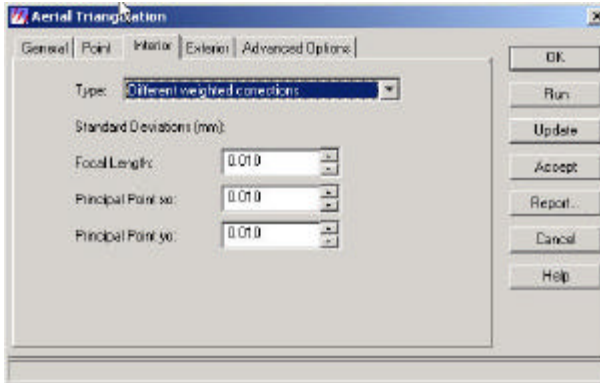 Aerial Triangulation
General Point Interior Exterior Advanced Options
Type: Different weighted corrections
Standard Deviations (mm):
Focal Length: 0.010
Principal Point xo: 0.010
Principal Point yo: 0.010
OK
Run
Update
Accept
Report...
Cancel
Help